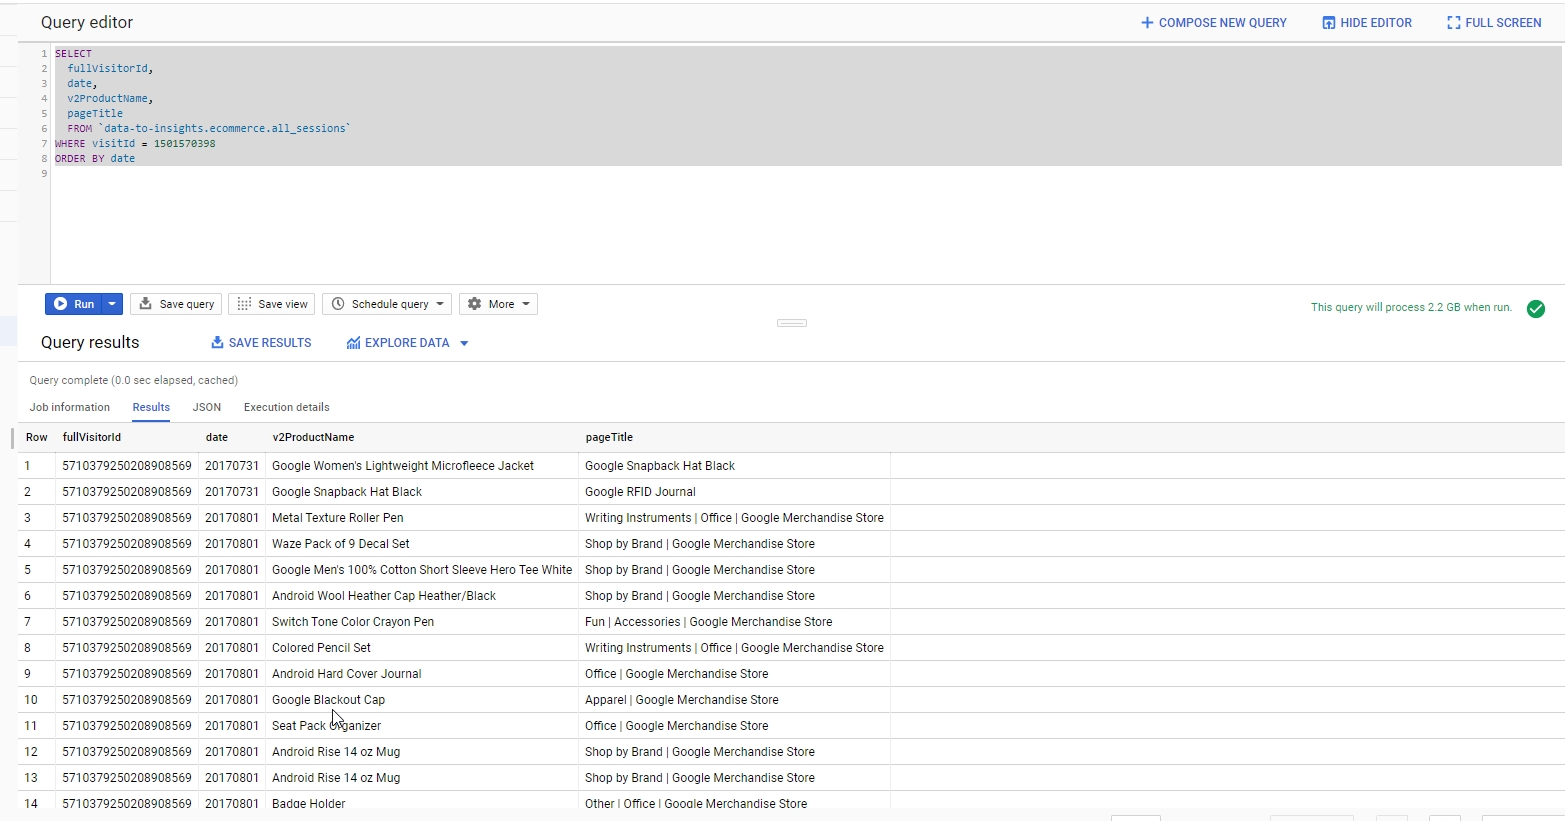 Query editor
COMPOSE NEW QUERY HIDE EDITOR FULL SCREEN
1 SELECT
2 fullVisitorId,
3 date,
4 v2ProductName,
5 pageTitle
6 FROM `data-to-insights.ecommerce.all_sessions`
7 WHERE visitId = 1501570398
8 ORDER BY date
9
Run Save query Save view Schedule query More
This query will process 2.2 GB when run.
Query results SAVE RESULTS EXPLORE DATA
Query complete (0.0 sec elapsed, cached)
Job information Results JSON Execution details
Row fullVisitorId date v2ProductName pageTitle
1 5710379250208908569 20170731 Google Women's Lightweight Microfleece Jacket Google Snapback Hat Black
2 5710379250208908569 20170731 Google Snapback Hat Black Google RFID Journal
3 5710379250208908569 20170801 Metal Texture Roller Pen Writing Instruments | Office | Google Merchandise Store
4 5710379250208908569 20170801 Waze Pack of 9 Decal Set Shop by Brand | Google Merchandise Store
5 5710379250208908569 20170801 Google Men's 100% Cotton Short Sleeve Hero Tee White Shop by Brand | Google Merchandise Store
6 5710379250208908569 20170801 Android Wool Heather Cap Heather/Black Shop by Brand | Google Merchandise Store
7 5710379250208908569 20170801 Switch Tone Color Crayon Pen Fun | Accessories | Google Merchandise Store
8 5710379250208908569 20170801 Colored Pencil Set Writing Instruments | Office | Google Merchandise Store
9 5710379250208908569 20170801 Android Hard Cover Journal Office | Google Merchandise Store
10 5710379250208908569 20170801 Google Blackout Cap Apparel | Google Merchandise Store
11 5710379250208908569 20170801 Seat Pack Organizer Office | Google Merchandise Store
12 5710379250208908569 20170801 Android Rise 14 oz Mug Shop by Brand | Google Merchandise Store
13 5710379250208908569 20170801 Android Rise 14 oz Mug Shop by Brand | Google Merchandise Store
14 5710379250208908569 20170801 Badge Holder Other | Office | Google Merchandise Store